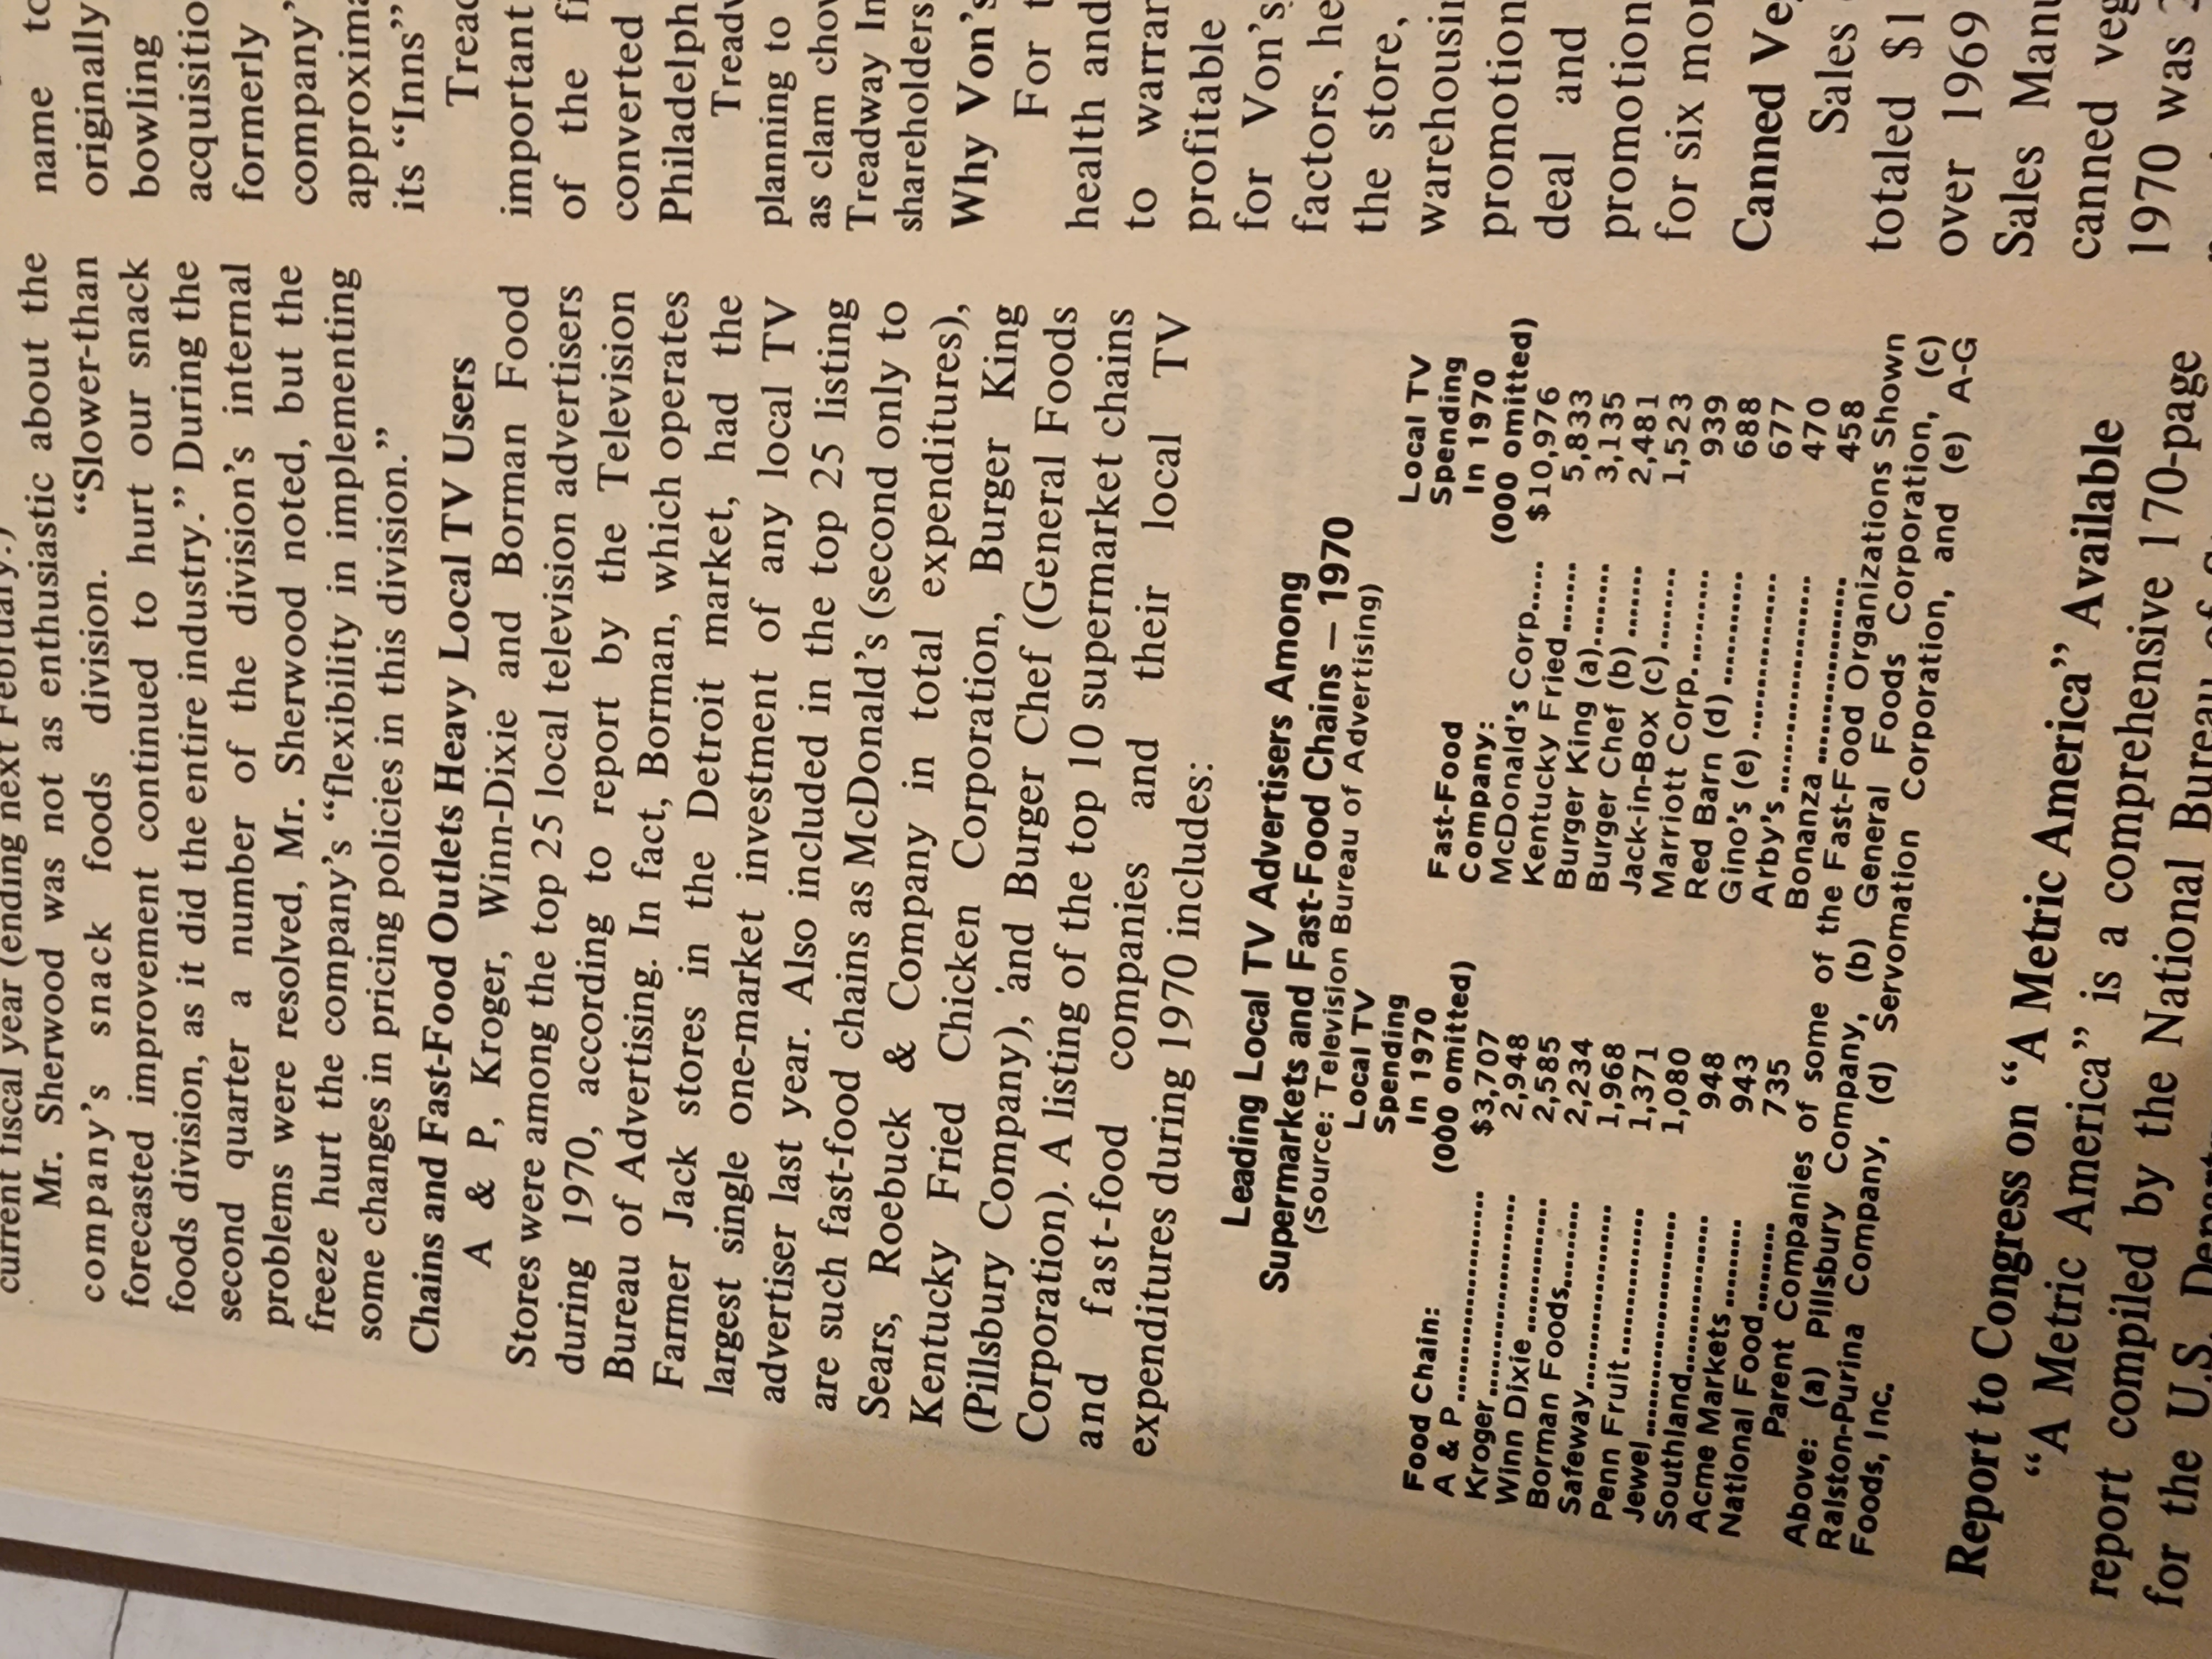 current fiscal year (ending next February.)
Mr. Sherwood was not as enthusiastic about the
company's snack foods division. “Slower-than
forecasted improvement continued to hurt our snack
foods division, as it did the entire industry.” During the
second quarter a number of the division's internal
problems were resolved, Mr. Sherwood noted, but the
freeze hurt the company's “flexibility in implementing
some changes in pricing policies in this division.”
Chains and Fast-Food Outlets Heavy Local TV Users
A & P, Kroger, Winn-Dixie and Borman Food
Stores were among the top 25 local television advertisers
during 1970, according to report by the Television
Bureau of Advertising. In fact, Borman, which operates
Farmer Jack stores in the Detroit market, had the
largest single one-market investment of any local TV
advertiser last year. Also included in the top 25 listing
are such fast-food chains as McDonald's (second only to
Sears, Roebuck & Company in total expenditures),
Kentucky Fried Chicken Corporation, Burger King
(Pillsbury Company), and Burger Chef (General Foods
Corporation). A listing of the top 10 supermarket chains
and fast-food companies and their local TV
expenditures during 1970 includes:
Leading Local TV Advertisers Among
Supermarkets and Fast-Food Chains — 1970
(Source: Television Bureau of Advertising)
Local TV
Spending
In 1970
Food Chain: (000 omitted)
A & P.......................... $3,707
Kroger........................ 2,948
Winn Dixie ................ 2,585
Borman Foods........... 2,234
Safeway..................... 1,968
Penn Fruit ................. 1,371
Jewel.......................... 1,080
Southland.................. 948
Acme Markets .......... 943
National Food........... 735
Local TV
Spending
Fast-Food In 1970
Company: (000 omitted)
McDonald's Corp..... $10,976
Kentucky Fried ....... 5,833
Burger King (a)........ 3,135
Burger Chef (b) ....... 2,481
Jack-in-Box (c)......... 1,523
Marriott Corp.......... 939
Red Barn (d) ........... 688
Gino's (e) ................ 677
Arby's...................... 470
Bonanza .................. 458
Parent Companies of some of the Fast-Food Organizations Shown
Above: (a) Pillsbury Company, (b) General Foods Corporation, (c)
Ralston-Purina Company, (d) Servomation Corporation, and (e) A-G
Foods, Inc.
Report to Congress on “A Metric America” Available
“A Metric America” is a comprehensive 170-page
report compiled by the National Bureau of
for the U.S.
name to
originally
bowling
formerly
its “Inns”
important
of the
converted
planning to
as clam
Treadway
shareholders
Why Von's
For
health and
to
profitable
for Von's
factors, he
the store,
promotion
deal and
promotion
for six
Canned
Sales
totaled
over 1969
Sales
canned
1970 was